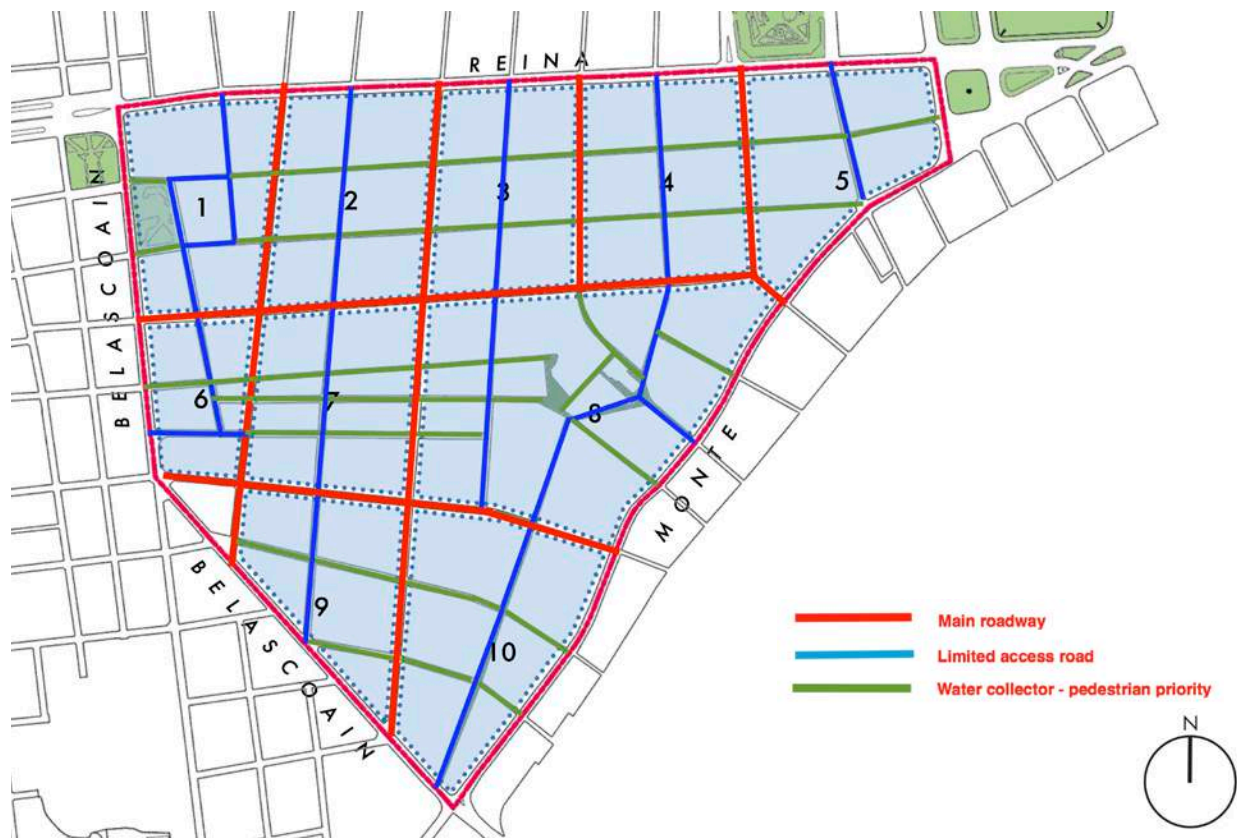 REINA
BELASCOAIN
1
2
3
4
5
6
7
8
9
10
MONTE
BELASCOAIN
Main roadway
Limited access road
Water collector - pedestrian priority
N